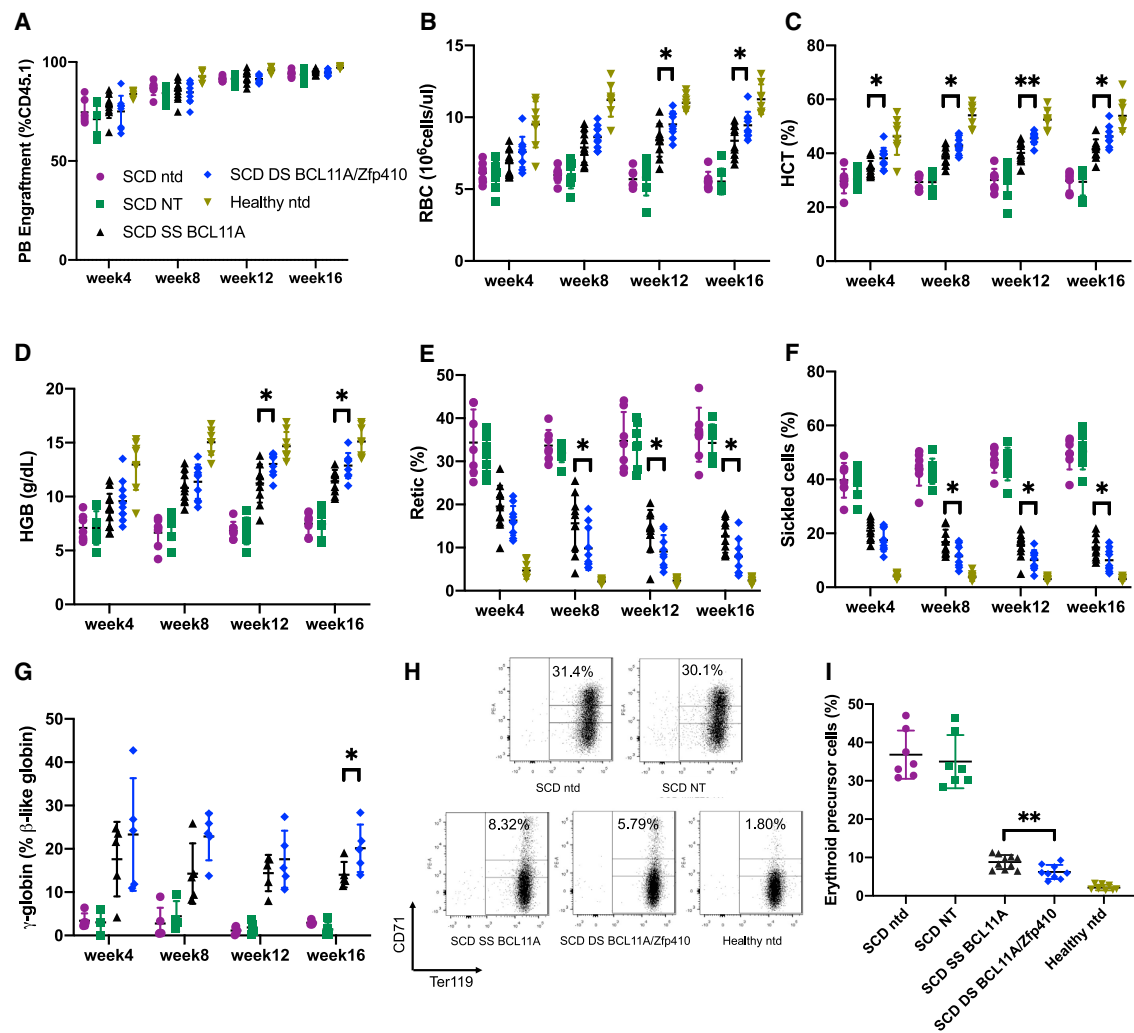 A
PB Engraftment (%CD45.1)
100
50
0
SCD ntd
SCD NT
SCD SS BCL11A
SCD DS BCL11A/Zfp410
Healthy ntd
week4 week8 week12 week16
B
RBC (10⁶cells/ul)
15
10
5
0
* *
week4 week8 week12 week16
C
HCT (%)
80
60
40
20
0
* * ** *
week4 week8 week12 week16
D
HGB (g/dL)
20
15
10
5
0
* *
week4 week8 week12 week16
E
Retic (%)
50
40
30
20
10
0
* * *
week4 week8 week12 week16
F
Sickled cells (%)
80
60
40
20
0
* * *
week4 week8 week12 week16
G
γ-globin (% β-like globin)
50
40
30
20
10
0
*
week4 week8 week12 week16
H
31.4%
SCD ntd
30.1%
SCD NT
8.32%
SCD SS BCL11A
5.79%
SCD DS BCL11A/Zfp410
1.80%
Healthy ntd
PE-A
PE-A
PE-A
PE-A
PE-A
CD71
Ter119
I
Erythroid precursor cells (%)
50
40
30
20
10
0
**
SCD ntd
SCD NT
SCD SS BCL11A
SCD DS BCL11A/Zfp410
Healthy ntd